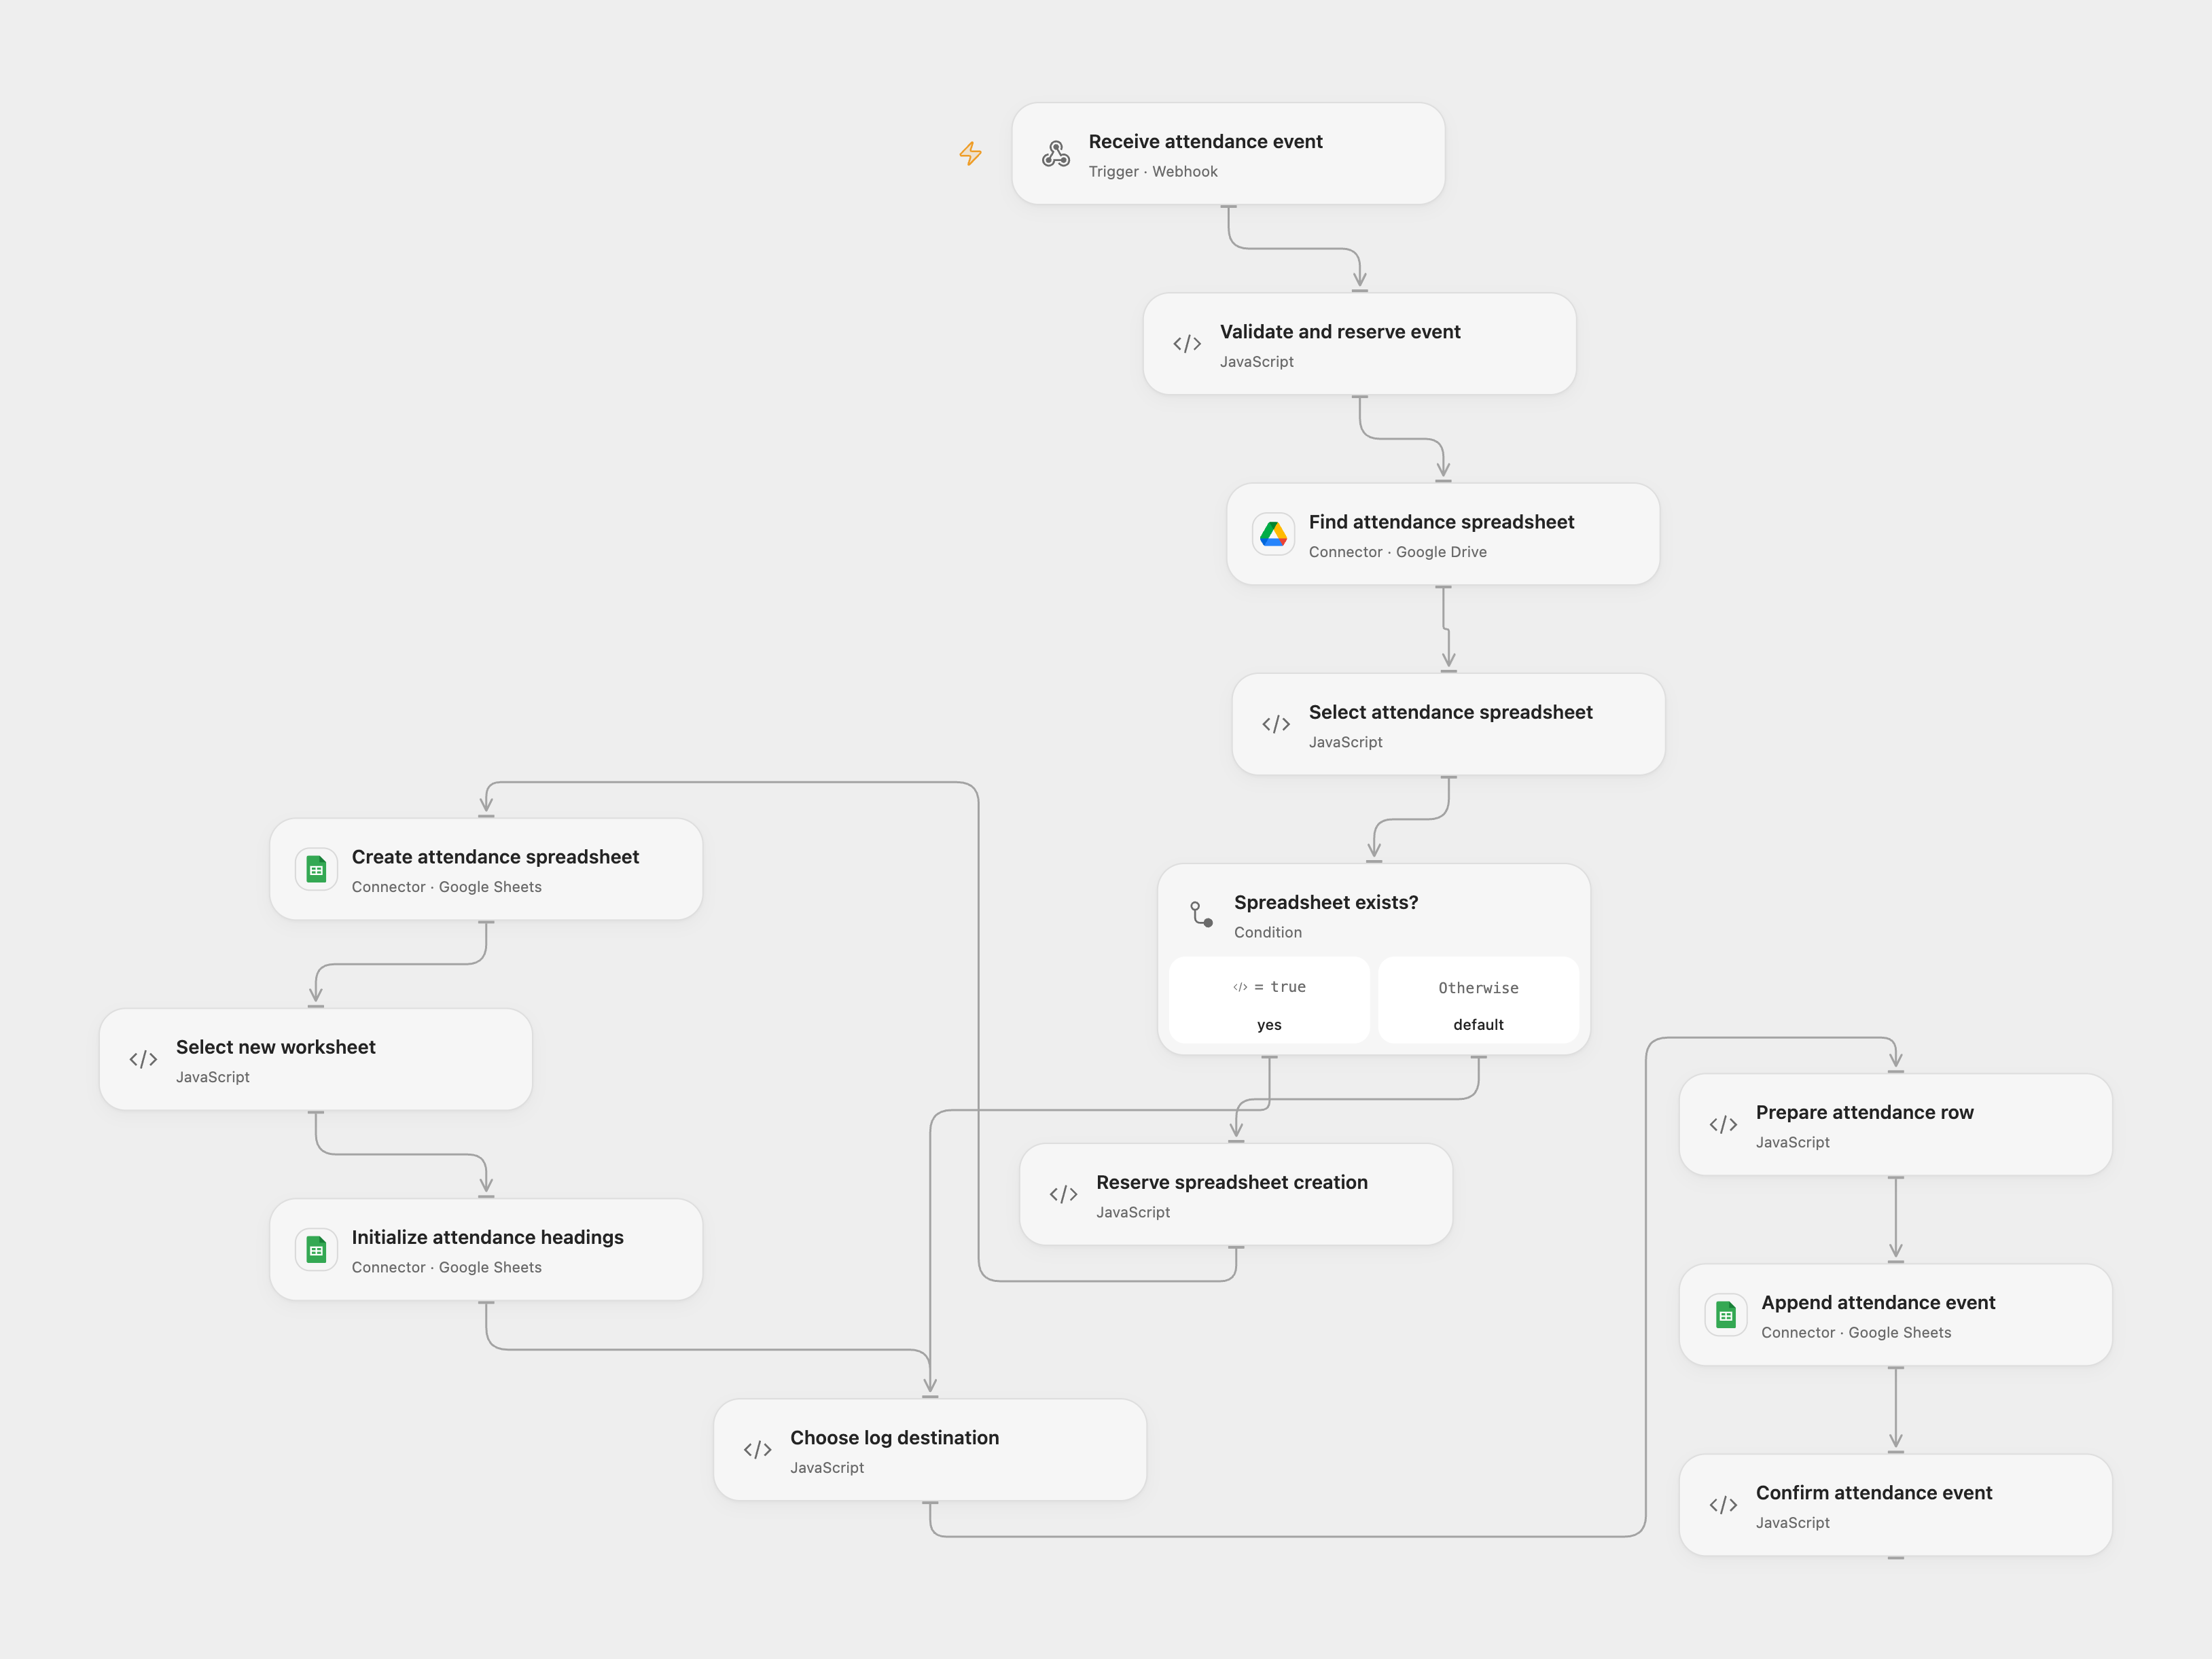 Receive attendance event
Trigger · Webhook
Validate and reserve event
JavaScript
Find attendance spreadsheet
Connector · Google Drive
Select attendance spreadsheet
JavaScript
Spreadsheet exists?
Condition
</> = true
yes
Otherwise
default
Reserve spreadsheet creation
JavaScript
Create attendance spreadsheet
Connector · Google Sheets
Select new worksheet
JavaScript
Initialize attendance headings
Connector · Google Sheets
Choose log destination
JavaScript
Prepare attendance row
JavaScript
Append attendance event
Connector · Google Sheets
Confirm attendance event
JavaScript